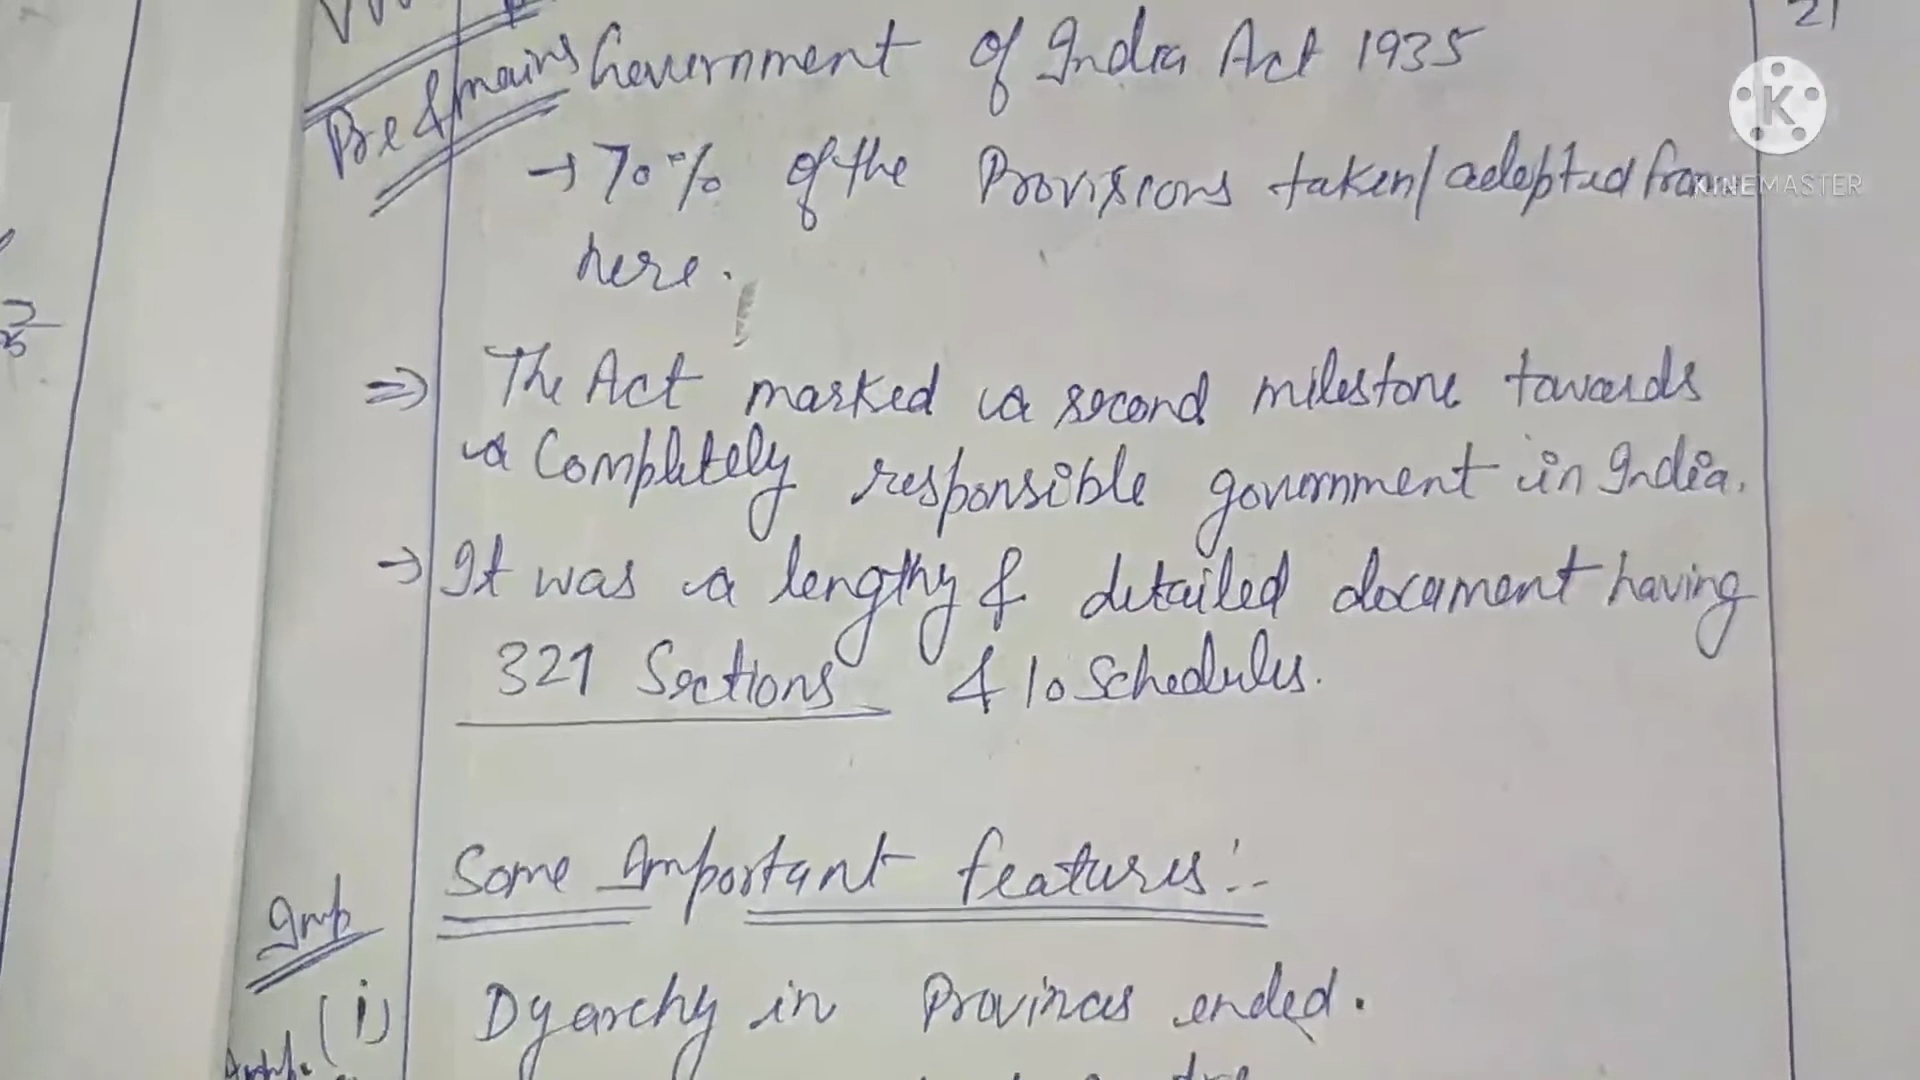 21
Pre & mains Government of India Act 1935
→ 70% of the Provisions taken/adopted from
KINEMASTER
here.
⇒ The Act marked a second milestone towards
a Completely responsible government in India.
→ It was a lengthy & detailed document having
321 Sections & 10 Schedules.
Some Important features:-
Imp
(i) Dyarchy in Provinces ended.